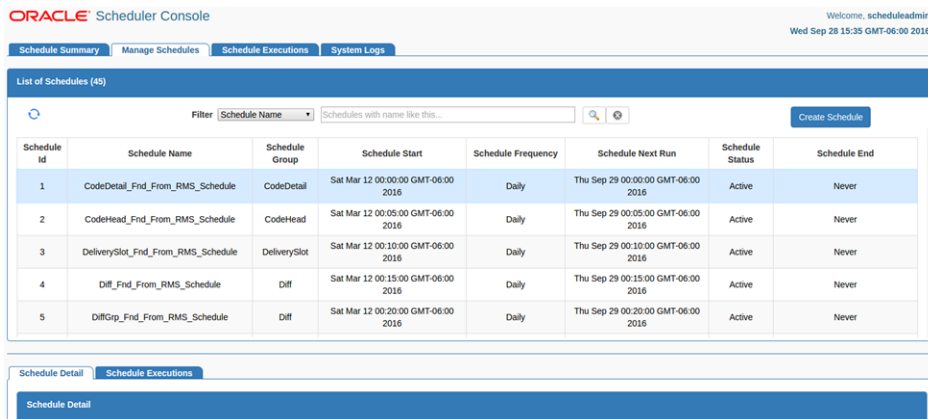 ORACLE® Scheduler Console
Welcome, scheduleadmin
Wed Sep 28 15:35 GMT-06:00 2016
Schedule Summary Manage Schedules Schedule Executions System Logs
List of Schedules (45)
Filter Schedule Name Schedules with name like this... Create Schedule
Schedule Id Schedule Name Schedule Group Schedule Start Schedule Frequency Schedule Next Run Schedule Status Schedule End
1 CodeDetail_Fnd_From_RMS_Schedule CodeDetail Sat Mar 12 00:00:00 GMT-06:00 2016 Daily Thu Sep 29 00:00:00 GMT-06:00 2016 Active Never
2 CodeHead_Fnd_From_RMS_Schedule CodeHead Sat Mar 12 00:05:00 GMT-06:00 2016 Daily Thu Sep 29 00:05:00 GMT-06:00 2016 Active Never
3 DeliverySlot_Fnd_From_RMS_Schedule DeliverySlot Sat Mar 12 00:10:00 GMT-06:00 2016 Daily Thu Sep 29 00:10:00 GMT-06:00 2016 Active Never
4 Diff_Fnd_From_RMS_Schedule Diff Sat Mar 12 00:15:00 GMT-06:00 2016 Daily Thu Sep 29 00:15:00 GMT-06:00 2016 Active Never
5 DiffGrp_Fnd_From_RMS_Schedule Diff Sat Mar 12 00:20:00 GMT-06:00 2016 Daily Thu Sep 29 00:20:00 GMT-06:00 2016 Active Never
Schedule Detail Schedule Executions
Schedule Detail